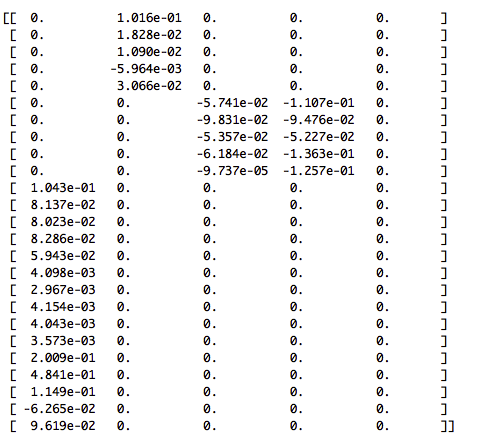 [[ 0. 1.016e-01 0. 0. 0. ]
[ 0. 1.828e-02 0. 0. 0. ]
[ 0. 1.090e-02 0. 0. 0. ]
[ 0. -5.964e-03 0. 0. 0. ]
[ 0. 3.066e-02 0. 0. 0. ]
[ 0. 0. -5.741e-02 -1.107e-01 0. ]
[ 0. 0. -9.831e-02 -9.476e-02 0. ]
[ 0. 0. -5.357e-02 -5.227e-02 0. ]
[ 0. 0. -6.184e-02 -1.363e-01 0. ]
[ 0. 0. -9.737e-05 -1.257e-01 0. ]
[ 1.043e-01 0. 0. 0. 0. ]
[ 8.137e-02 0. 0. 0. 0. ]
[ 8.023e-02 0. 0. 0. 0. ]
[ 8.286e-02 0. 0. 0. 0. ]
[ 5.943e-02 0. 0. 0. 0. ]
[ 4.098e-03 0. 0. 0. 0. ]
[ 2.967e-03 0. 0. 0. 0. ]
[ 4.154e-03 0. 0. 0. 0. ]
[ 4.043e-03 0. 0. 0. 0. ]
[ 3.573e-03 0. 0. 0. 0. ]
[ 2.009e-01 0. 0. 0. 0. ]
[ 4.841e-01 0. 0. 0. 0. ]
[ 1.149e-01 0. 0. 0. 0. ]
[ -6.265e-02 0. 0. 0. 0. ]
[ 9.619e-02 0. 0. 0. 0. ]]